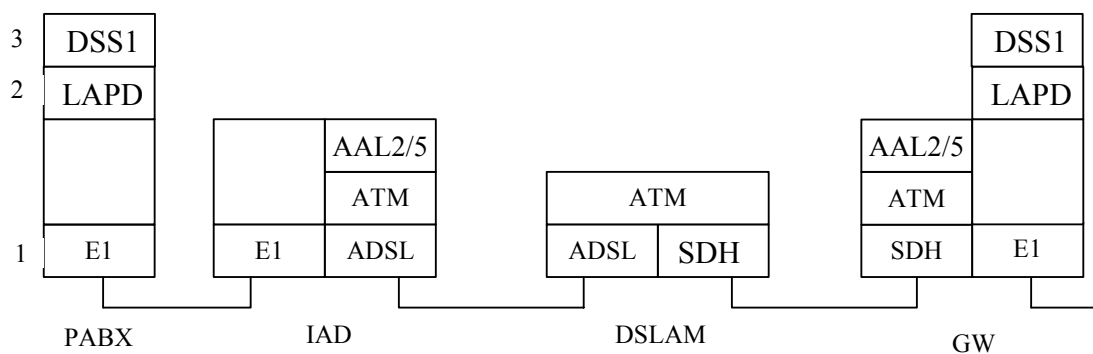 3 DSS1 DSS1
2 LAPD LAPD
AAL2/5 AAL2/5
ATM ATM ATM
1 E1 E1 ADSL ADSL SDH SDH E1
PABX IAD DSLAM GW